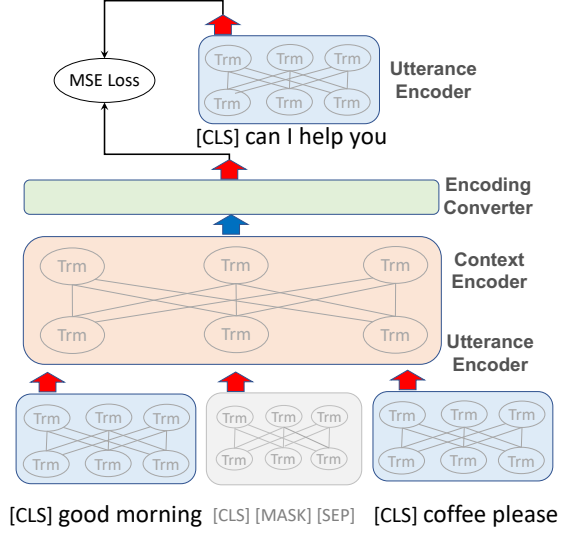 Trm Trm Trm
Trm Trm Trm
MSE Loss
Utterance
Encoder
[CLS] can I help you
Encoding
Converter
Trm Trm Trm
Trm Trm Trm
Context
Encoder
Utterance
Encoder
Trm Trm Trm
Trm Trm Trm
Trm Trm Trm
Trm Trm Trm
Trm Trm Trm
Trm Trm Trm
[CLS] good morning
[CLS] [MASK] [SEP]
[CLS] coffee please